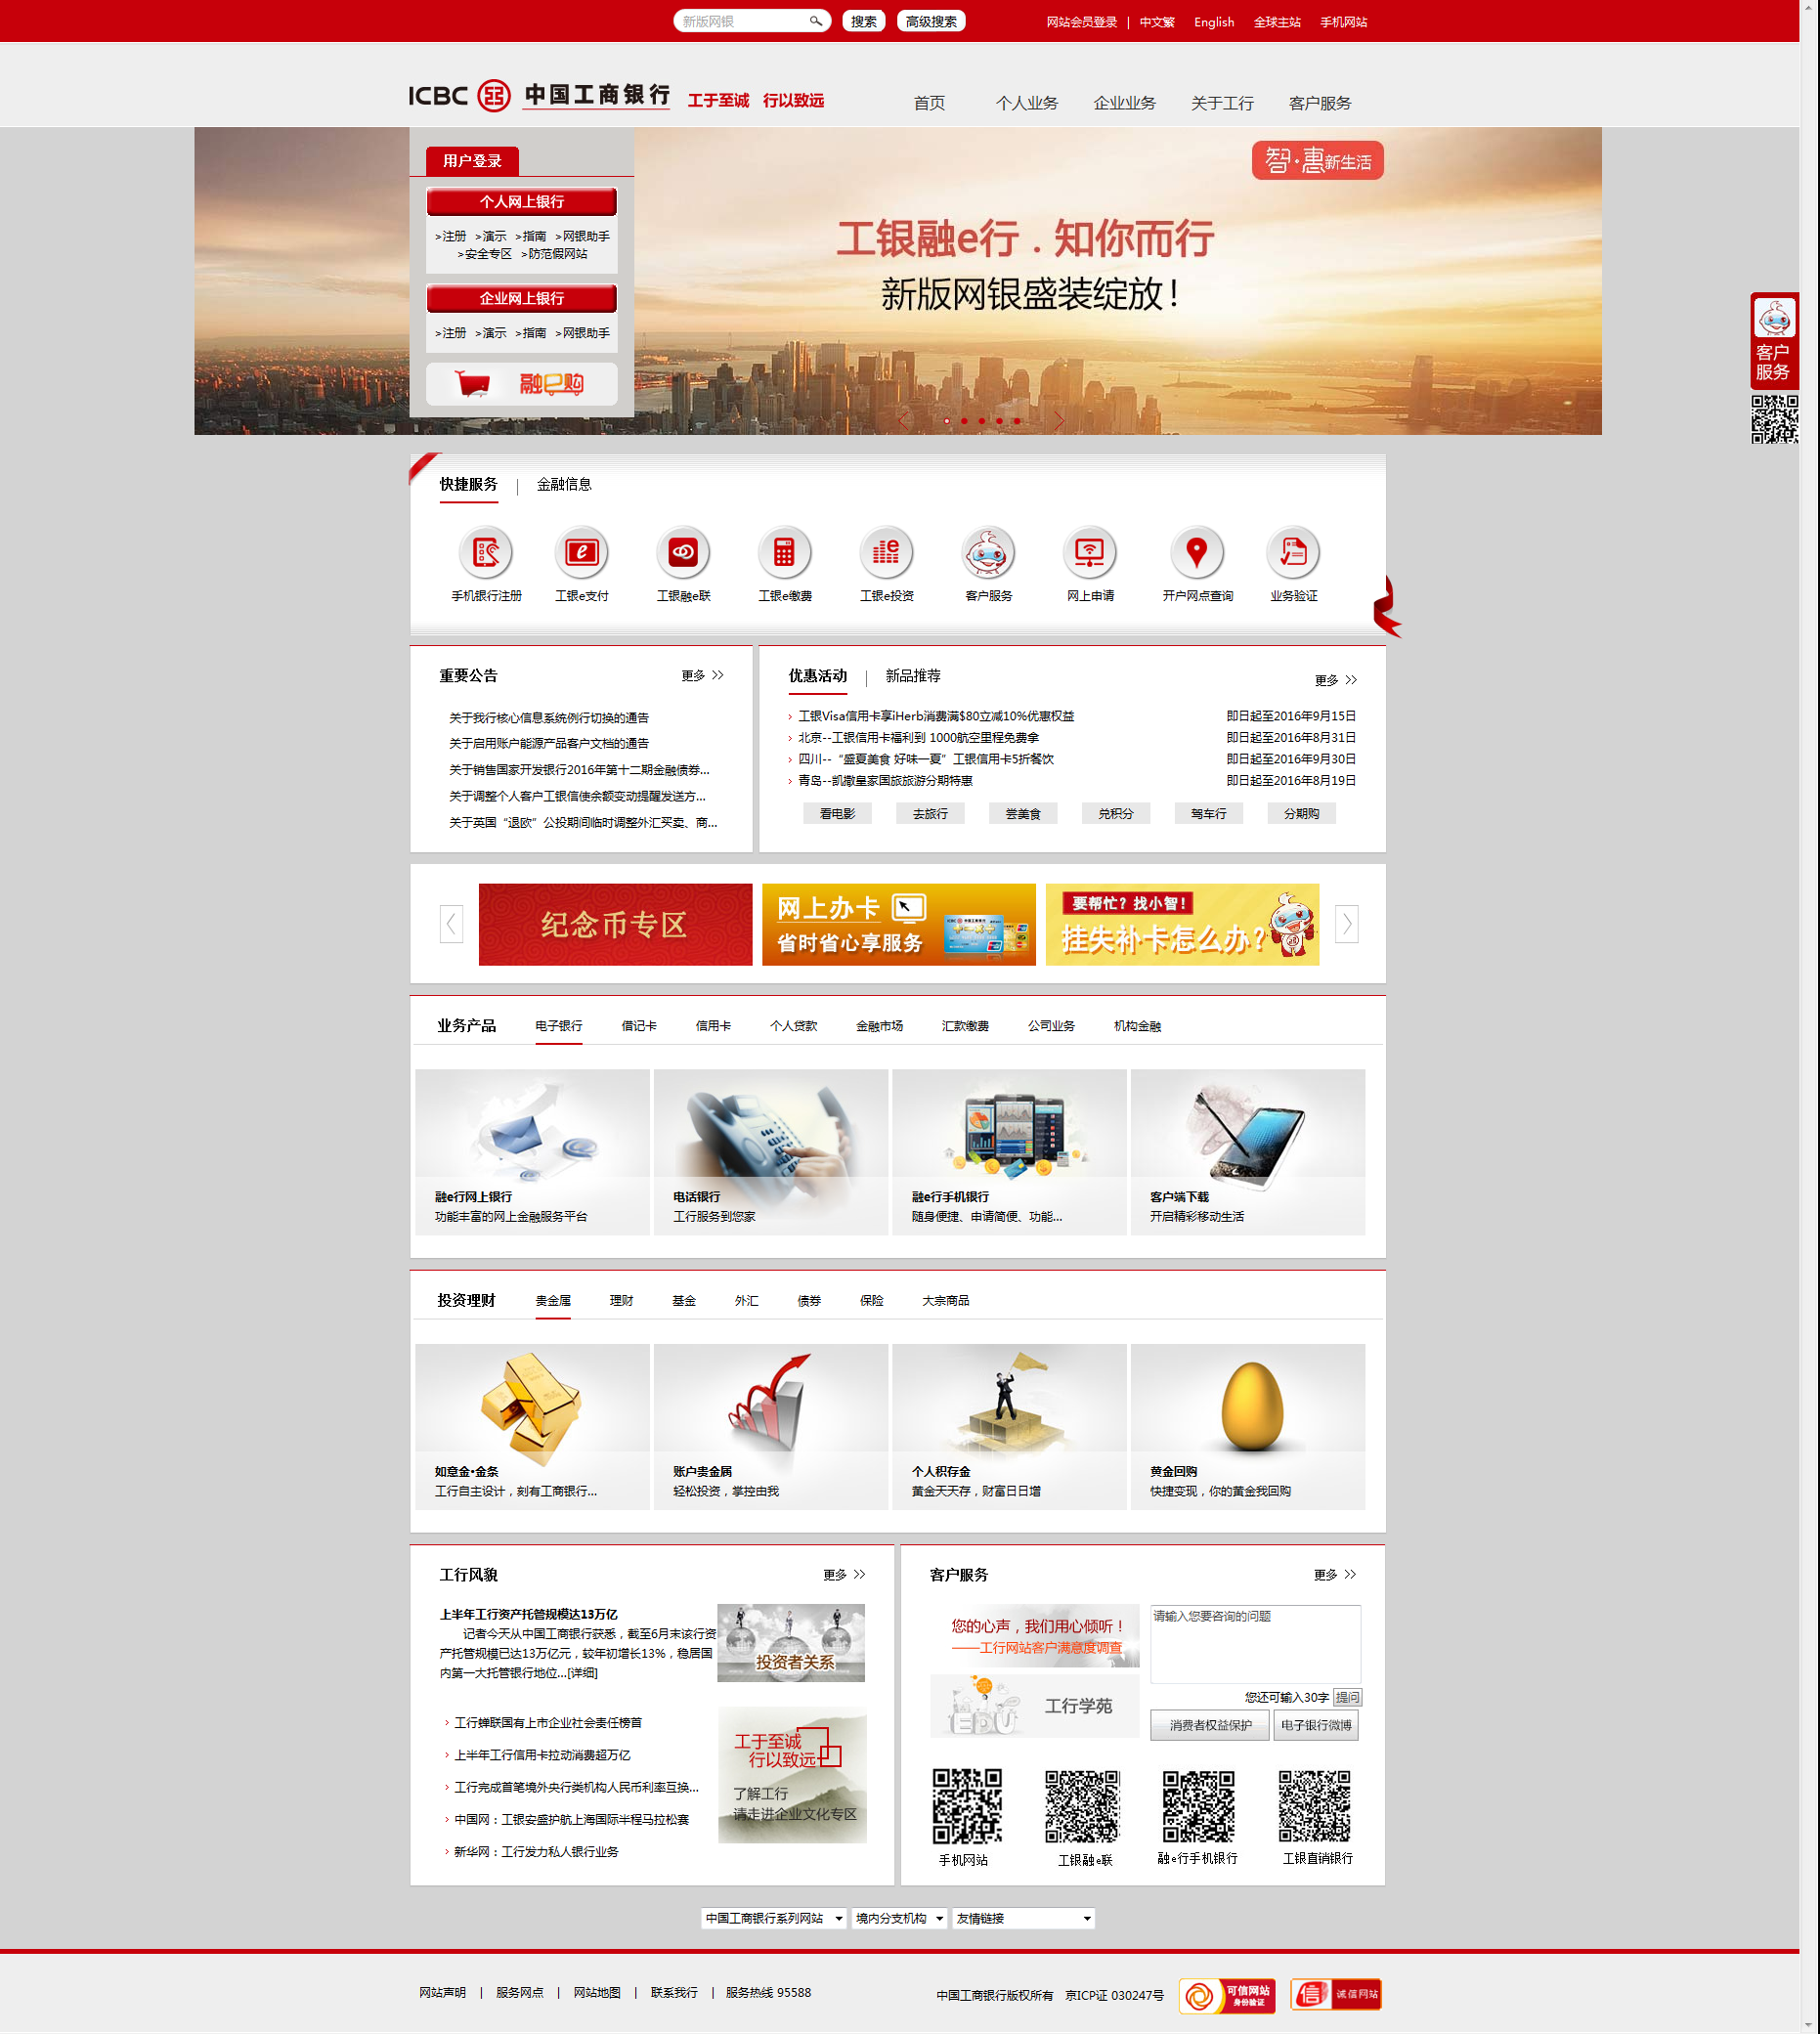 新版网银
搜索
高级搜索
网站会员登录 | 中文繁 English 全球主站 手机网站
ICBC 中国工商银行 工于至诚 行以致远
首页 个人业务 企业业务 关于工行 客户服务
用户登录
个人网上银行
>注册 >演示 >指南 >网银助手
>安全专区 >防范假网站
企业网上银行
>注册 >演示 >指南 >网银助手
融e购
智·惠新生活
工银融e行．知你而行
新版网银盛装绽放！
客户
服务
快捷服务 | 金融信息
手机银行注册 工银e支付 工银融e联 工银e缴费 工银e投资 客户服务 网上申请 开户网点查询 业务验证
重要公告 更多
关于我行核心信息系统例行切换的通告
关于启用账户能源产品客户文档的通告
关于销售国家开发银行2016年第十二期金融债券...
关于调整个人客户工银信使余额变动提醒发送方...
关于英国“退欧”公投期间临时调整外汇买卖、商...
优惠活动 | 新品推荐 更多
工银Visa信用卡享iHerb消费满$80立减10%优惠权益 即日起至2016年9月15日
北京--工银信用卡福利到 1000航空里程免费拿 即日起至2016年8月31日
四川--“盛夏美食 好味一夏”工银信用卡5折餐饮 即日起至2016年9月30日
青岛--凯撒皇家国旅旅游分期特惠 即日起至2016年8月19日
看电影 去旅行 尝美食 兑积分 驾车行 分期购
纪念币专区
网上办卡
省时省心享服务
要帮忙？找小智！
挂失补卡怎么办？
业务产品 电子银行 借记卡 信用卡 个人贷款 金融市场 汇款缴费 公司业务 机构金融
融e行网上银行
功能丰富的网上金融服务平台
电话银行
工行服务到您家
融e行手机银行
随身便捷、申请简便、功能...
客户端下载
开启精彩移动生活
投资理财 贵金属 理财 基金 外汇 债券 保险 大宗商品
如意金·金条
工行自主设计，刻有工商银行...
账户贵金属
轻松投资，掌控由我
个人积存金
黄金天天存，财富日日增
黄金回购
快捷变现，你的黄金我回购
工行风貌 更多
上半年工行资产托管规模达13万亿
记者今天从中国工商银行获悉，截至6月末该行资
产托管规模已达13万亿元，较年初增长13%，稳居国
内第一大托管银行地位...[详细]
投资者关系
工行蝉联国有上市企业社会责任榜首
上半年工行信用卡拉动消费超万亿
工行完成首笔境外央行类机构人民币利率互换...
中国网：工银安盛护航上海国际半程马拉松赛
新华网：工行发力私人银行业务
工于至诚
行以致远
了解工行
请走进企业文化专区
客户服务 更多
您的心声，我们用心倾听！
——工行网站客户满意度调查
EDU 工行学苑
请输入您要咨询的问题
您还可输入30字 提问
消费者权益保护 电子银行微博
手机网站 工银融e联 融e行手机银行 工银直销银行
中国工商银行系列网站 境内分支机构 友情链接
网站声明 | 服务网点 | 网站地图 | 联系我行 | 服务热线 95588
中国工商银行版权所有 京ICP证 030247号
可信网站
身份验证
信 诚信网站